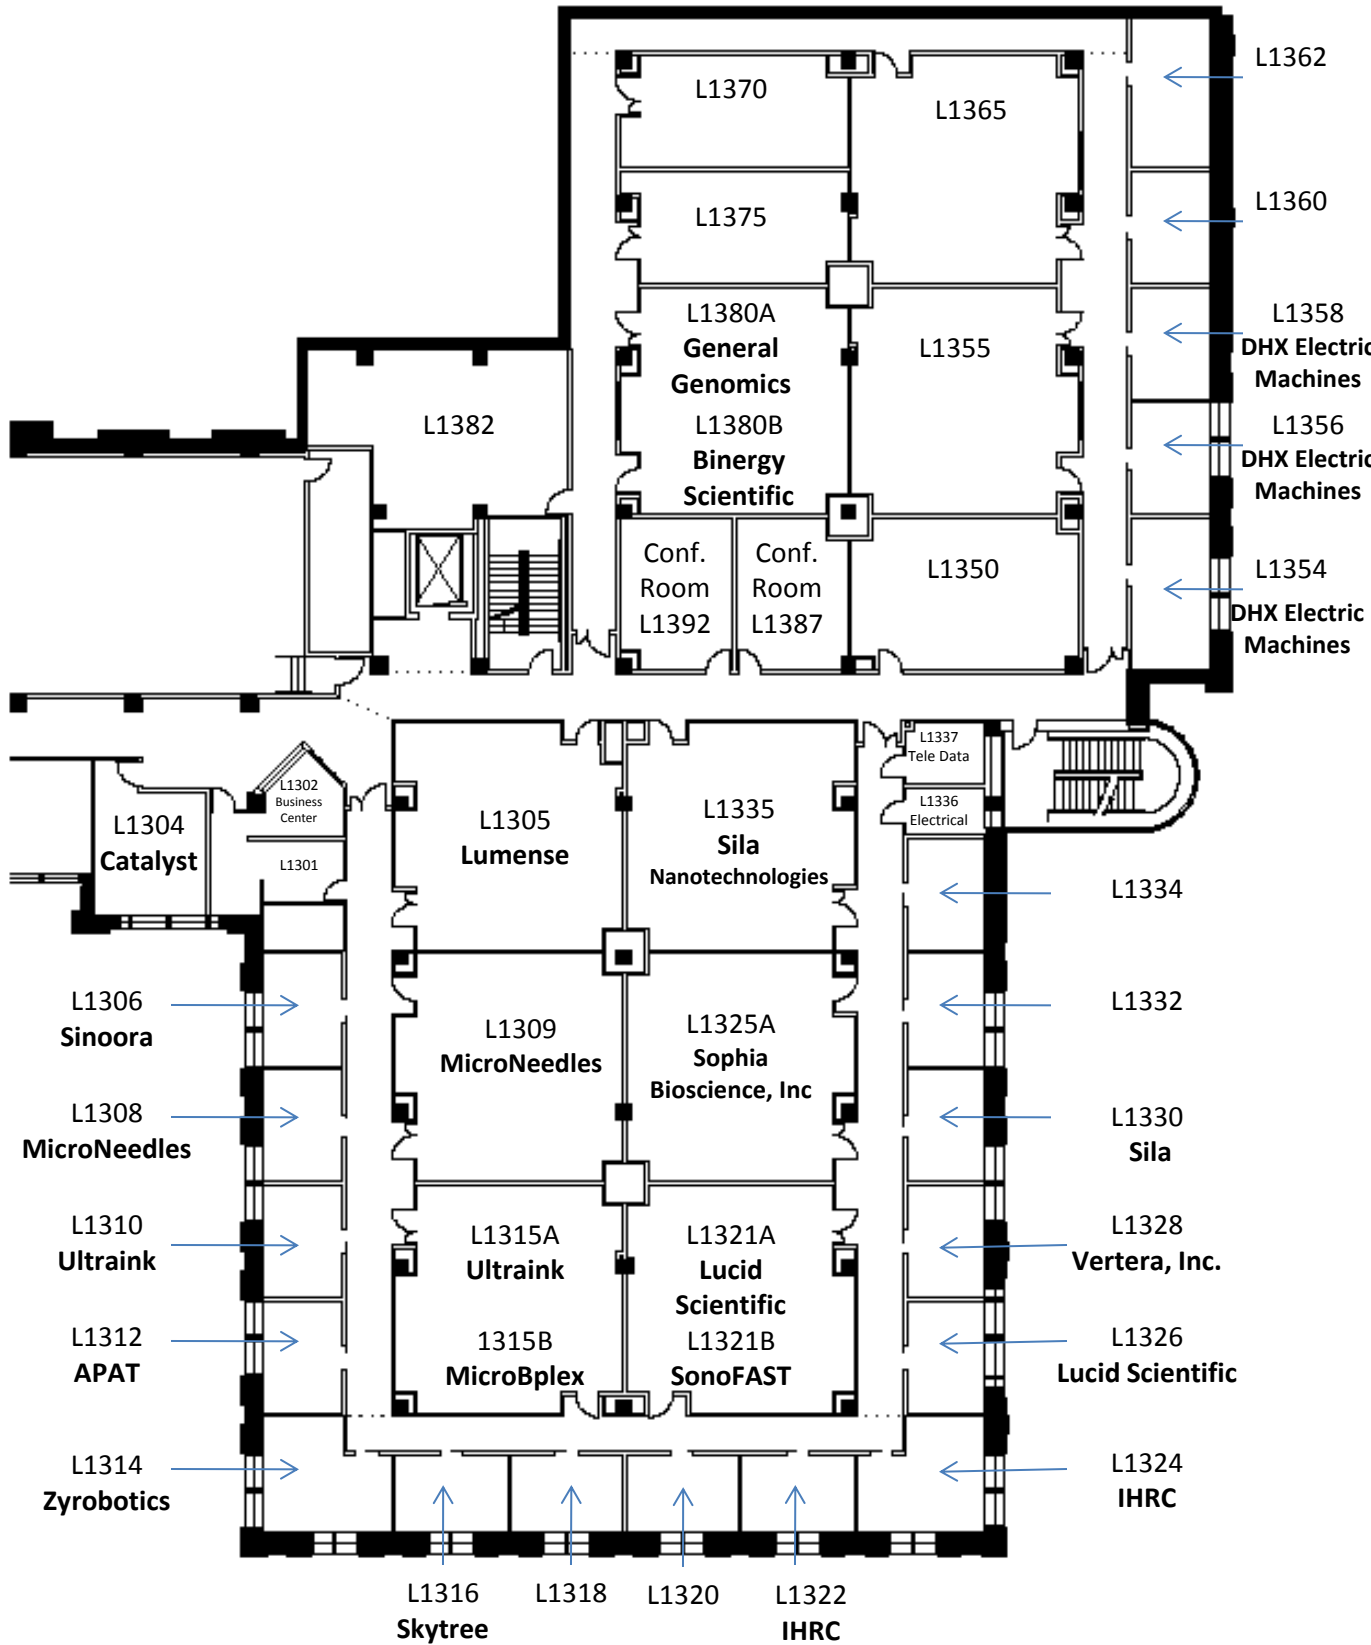 L1362
L1370
L1365
L1360
L1375
L1380A
General
Genomics
L1380B
Binergy
Scientific
L1355
L1358
DHX Electric
Machines
L1356
DHX Electric
Machines
L1382
Conf.
Room
L1392
Conf.
Room
L1387
L1350
L1354
DHX Electric
Machines
L1337
Tele Data
L1336
Electrical
L1302
Business
Center
L1301
L1304
Catalyst
L1305
Lumense
L1335
Sila
Nanotechnologies
L1334
L1306
Sinoora
L1309
MicroNeedles
L1325A
Sophia
Bioscience, Inc
L1332
L1308
MicroNeedles
L1330
Sila
L1310
Ultraink
L1315A
Ultraink
1315B
MicroBplex
L1321A
Lucid
Scientific
L1321B
SonoFAST
L1328
Vertera, Inc.
L1312
APAT
L1326
Lucid Scientific
L1314
Zyrobotics
L1324
IHRC
L1316
Skytree
L1318
L1320
L1322
IHRC